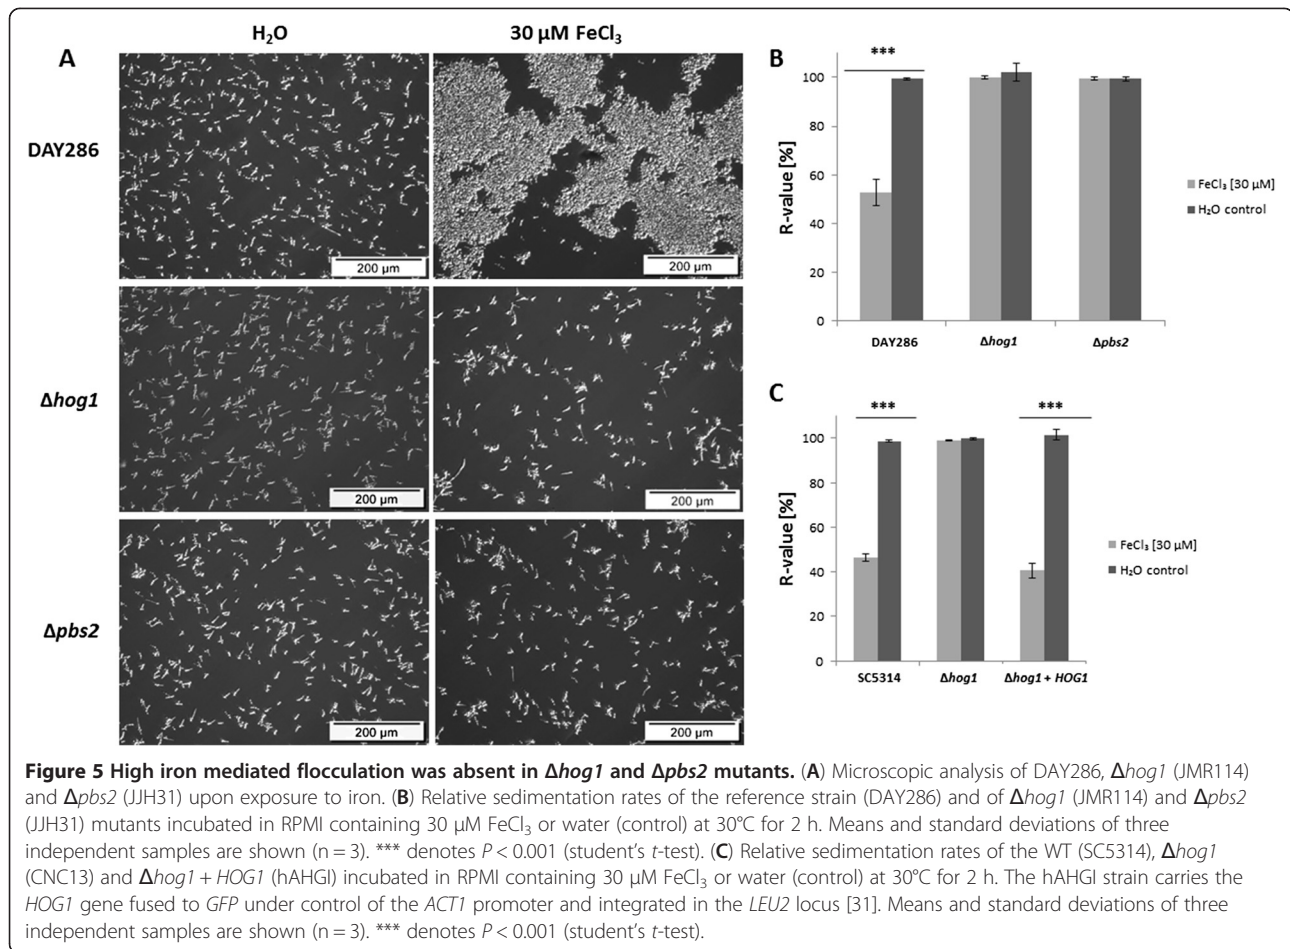 H₂O
30 µM FeCl₃
A
DAY286
200 µm
200 µm
Δhog1
200 µm
200 µm
Δpbs2
200 µm
200 µm
B
***
R-value [%]
100
80
60
40
20
0
DAY286
Δhog1
Δpbs2
FeCl₃ [30 µM]
H₂O control
C
***
***
R-value [%]
100
80
60
40
20
0
SC5314
Δhog1
Δhog1 + HOG1
FeCl₃ [30 µM]
H₂O control
Figure 5 High iron mediated flocculation was absent in Δhog1 and Δpbs2 mutants. (A) Microscopic analysis of DAY286, Δhog1 (JMR114)
and Δpbs2 (JJH31) upon exposure to iron. (B) Relative sedimentation rates of the reference strain (DAY286) and of Δhog1 (JMR114) and Δpbs2
(JJH31) mutants incubated in RPMI containing 30 µM FeCl₃ or water (control) at 30°C for 2 h. Means and standard deviations of three
independent samples are shown (n = 3). *** denotes P < 0.001 (student's t-test). (C) Relative sedimentation rates of the WT (SC5314), Δhog1
(CNC13) and Δhog1 + HOG1 (hAHGI) incubated in RPMI containing 30 µM FeCl₃ or water (control) at 30°C for 2 h. The hAHGI strain carries the
HOG1 gene fused to GFP under control of the ACT1 promoter and integrated in the LEU2 locus [31]. Means and standard deviations of three
independent samples are shown (n = 3). *** denotes P < 0.001 (student's t-test).